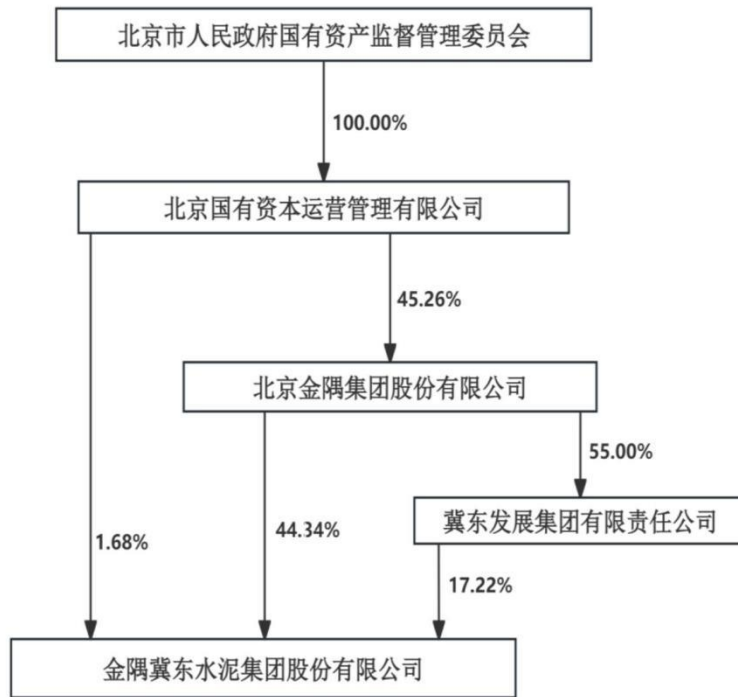 北京市人民政府国有资产监督管理委员会
100.00%
北京国有资本运营管理有限公司
45.26%
北京金隅集团股份有限公司
55.00%
冀东发展集团有限责任公司
1.68%
44.34%
17.22%
金隅冀东水泥集团股份有限公司